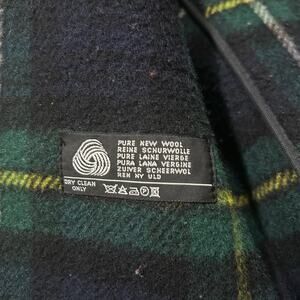 PURE NEW WOOL
REINE SCHURWOLLE
PURE LAINE VIERGE
PURA LANA VERGINE
ZUIVER SCHEERWOL
REN NY ULD
DRY CLEAN
ONLY